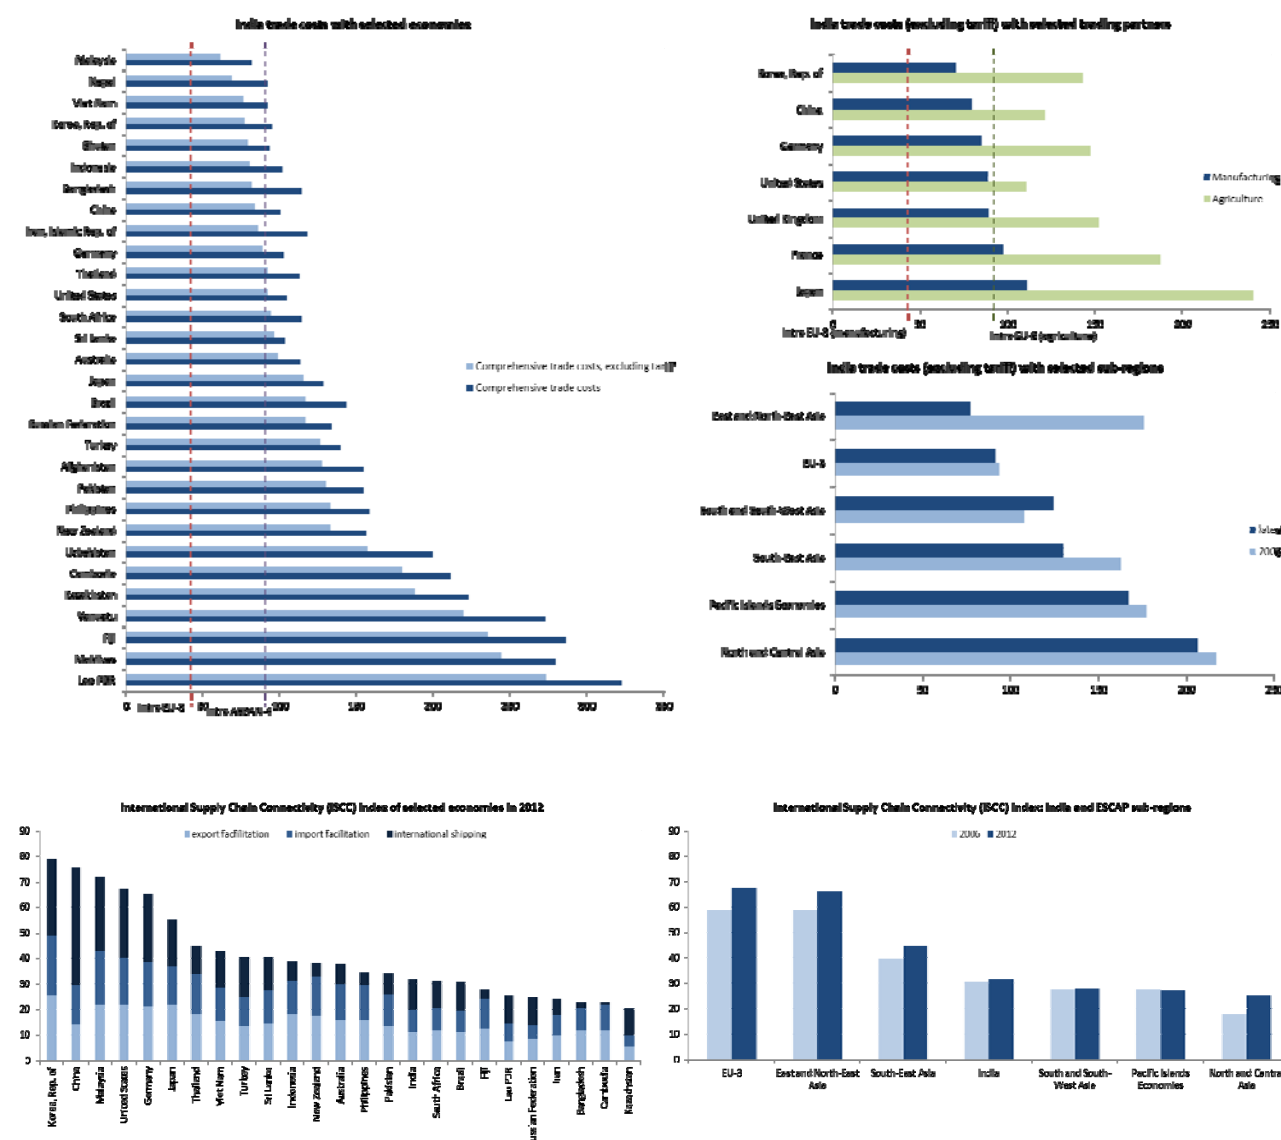 India trade costs with selected economies
Malaysia
Nepal
Viet Nam
Korea, Rep. of
Bhutan
Indonesia
Bangladesh
China
Iran, Islamic Rep. of
Germany
Thailand
United States
South Africa
Sri Lanka
Australia
Japan
Brazil
Russian Federation
Turkey
Afghanistan
Pakistan
Philippines
New Zealand
Uzbekistan
Cambodia
Kazakhstan
Vanuatu
Fiji
Maldives
Lao PDR
0 50 100 150 200 250 300 350
Intra EU-3 Intra ASEAN-4
Comprehensive trade costs, excluding tariff
Comprehensive trade costs
India trade costs (excluding tariff) with selected trading partners
Korea, Rep. of
China
Germany
United States
United Kingdom
France
Japan
0 50 100 150 200 250
Intra EU-3 (manufacturing) Intra EU-3 (agriculture)
Manufacturing
Agriculture
India trade costs (excluding tariff) with selected sub-regions
East and North-East Asia
EU-3
South and South-West Asia
South-East Asia
Pacific Islands Economies
North and Central Asia
0 50 100 150 200 250
International Supply Chain Connectivity (ISCC) Index of selected economies in 2012
export facilitation import facilitation international shipping
90
80
70
60
50
40
30
20
10
0
Korea, Rep. of
China
Malaysia
United States
Germany
Japan
Thailand
Viet Nam
Turkey
Sri Lanka
Indonesia
New Zealand
Australia
Philippines
Pakistan
India
South Africa
Brazil
Fiji
Lao PDR
ussian Federation
Iran
Bangladesh
Cambodia
Kazakhstan
International Supply Chain Connectivity (ISCC) Index: India and ESCAP sub-regions
2006 2012
90
80
70
60
50
40
30
20
10
0
EU-3
East and North-East Asia
South-East Asia
India
South and South-West Asia
Pacific Islands Economies
North and Central Asia